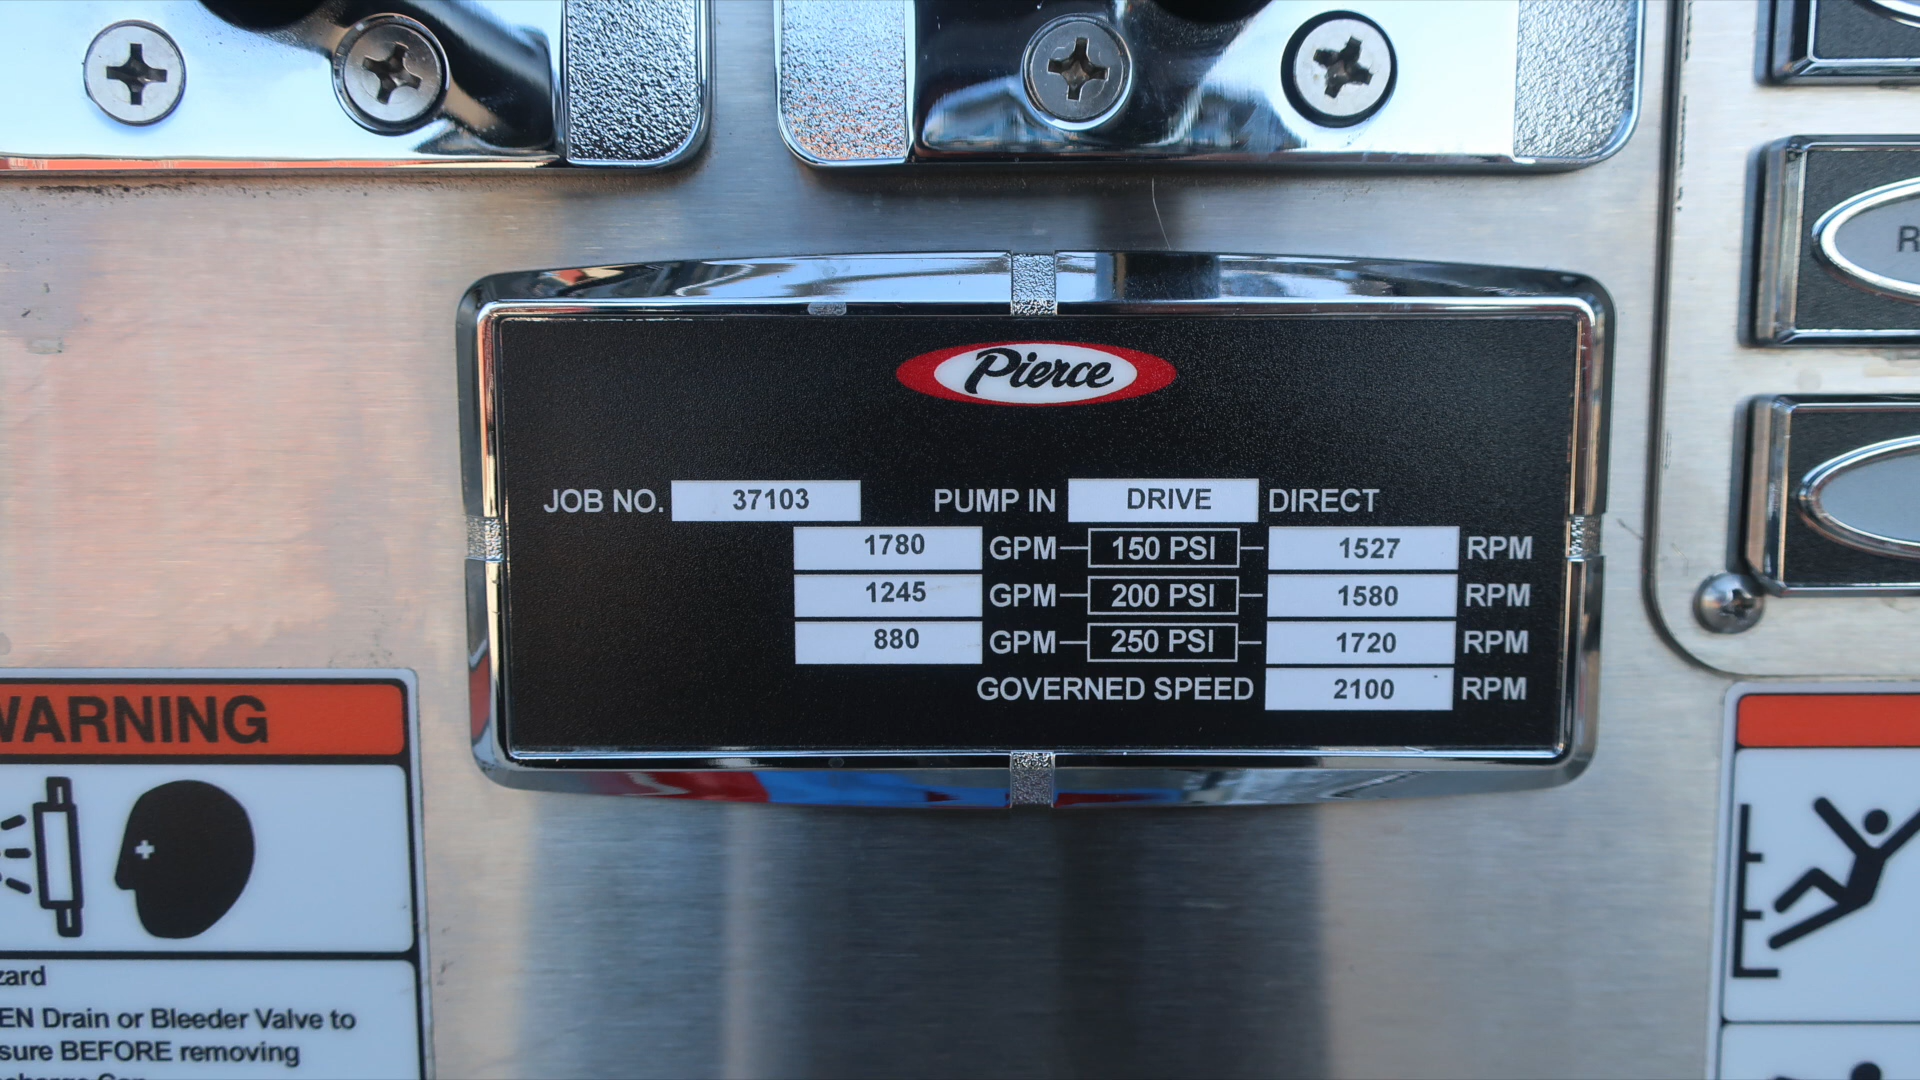 Pierce
JOB NO. 37103 PUMP IN DRIVE DIRECT
1780 GPM 150 PSI 1527 RPM
1245 GPM 200 PSI 1580 RPM
880 GPM 250 PSI 1720 RPM
GOVERNED SPEED 2100 RPM
WARNING
zard
EN Drain or Bleeder Valve to
sure BEFORE removing
R